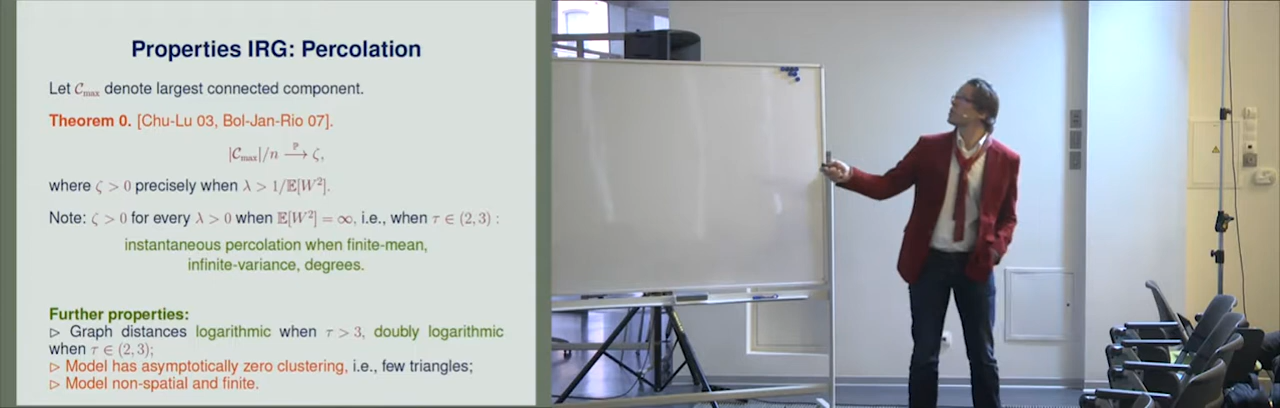 Properties IRG: Percolation
Let 𝒞max denote largest connected component.
Theorem 0. [Chu-Lu 03, Bol-Jan-Rio 07].
|𝒞max|/n —ℙ→ ζ,
where ζ > 0 precisely when λ > 1/𝔼[W²].
Note: ζ > 0 for every λ > 0 when 𝔼[W²] = ∞, i.e., when τ ∈ (2, 3) :
instantaneous percolation when finite-mean,
infinite-variance, degrees.
Further properties:
▷ Graph distances logarithmic when τ > 3, doubly logarithmic
when τ ∈ (2, 3);
▷ Model has asymptotically zero clustering, i.e., few triangles;
▷ Model non-spatial and finite.